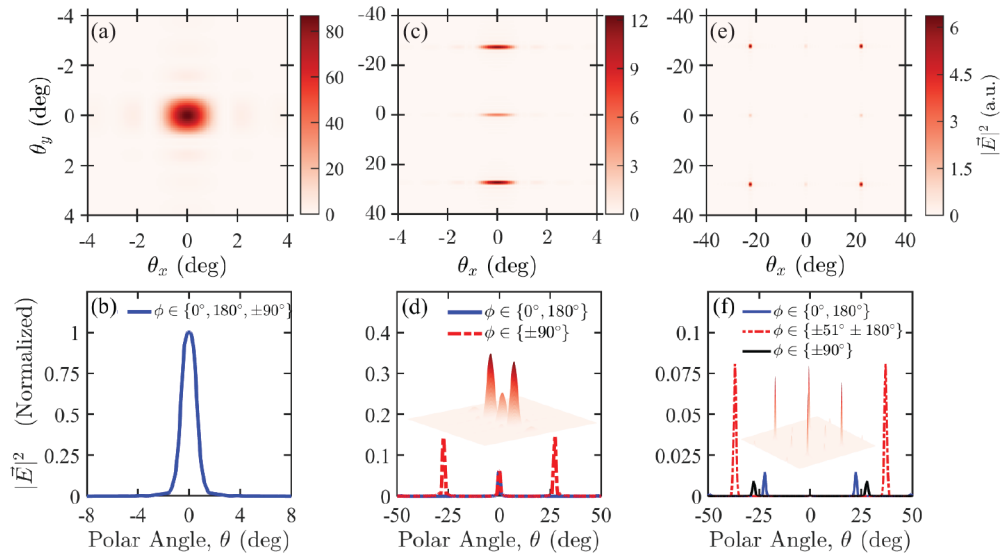 (a)
-4
-2
0
2
4
θy (deg)
-4 -2 0 2 4
θx (deg)
80
60
40
20
0
(c)
-40
-20
0
20
40
-4 -2 0 2 4
θx (deg)
12
9
6
3
0
(e)
-40
-20
0
20
40
-40 -20 0 20 40
θx (deg)
6
4.5
3
1.5
0
|E⃗|² (a.u.)
(b)
ϕ ∈ {0°, 180°, ±90°}
1
0.75
0.5
0.25
0
|E⃗|² (Normalized)
-8 -4 0 4 8
Polar Angle, θ (deg)
(d)
ϕ ∈ {0°, 180°}
ϕ ∈ {±90°}
0.4
0.3
0.2
0.1
0
-50 -25 0 25 50
Polar Angle, θ (deg)
(f)
ϕ ∈ {0°, 180°}
ϕ ∈ {±51° ± 180°}
ϕ ∈ {±90°}
0.1
0.075
0.05
0.025
0
-50 -25 0 25 50
Polar Angle, θ (deg)